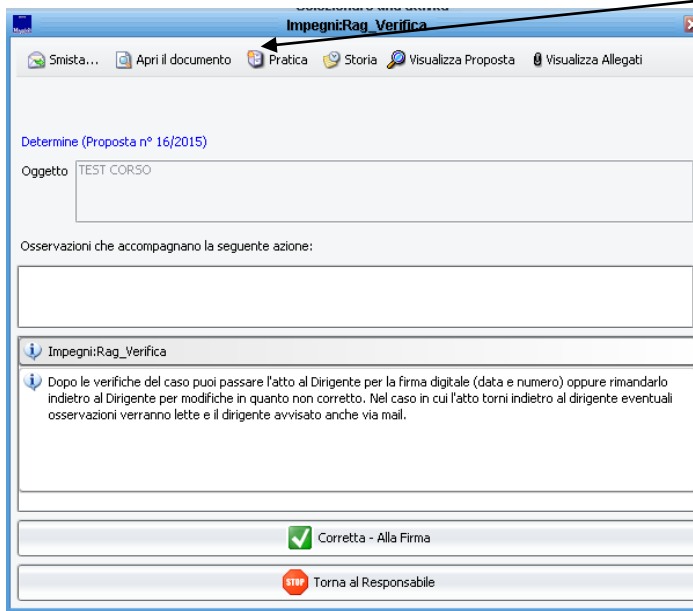 Selezionare una attività
Impegni:Rag_Verifica
Smista... Apri il documento Pratica Storia Visualizza Proposta Visualizza Allegati
Determine (Proposta n° 16/2015)
Oggetto TEST CORSO
Osservazioni che accompagnano la seguente azione:
Impegni:Rag_Verifica
Dopo le verifiche del caso puoi passare l'atto al Dirigente per la firma digitale (data e numero) oppure rimandarlo
indietro al Dirigente per modifiche in quanto non corretto. Nel caso in cui l'atto torni indietro al dirigente eventuali
osservazioni verranno lette e il dirigente avvisato anche via mail.
Corretta - Alla Firma
STOP Torna al Responsabile